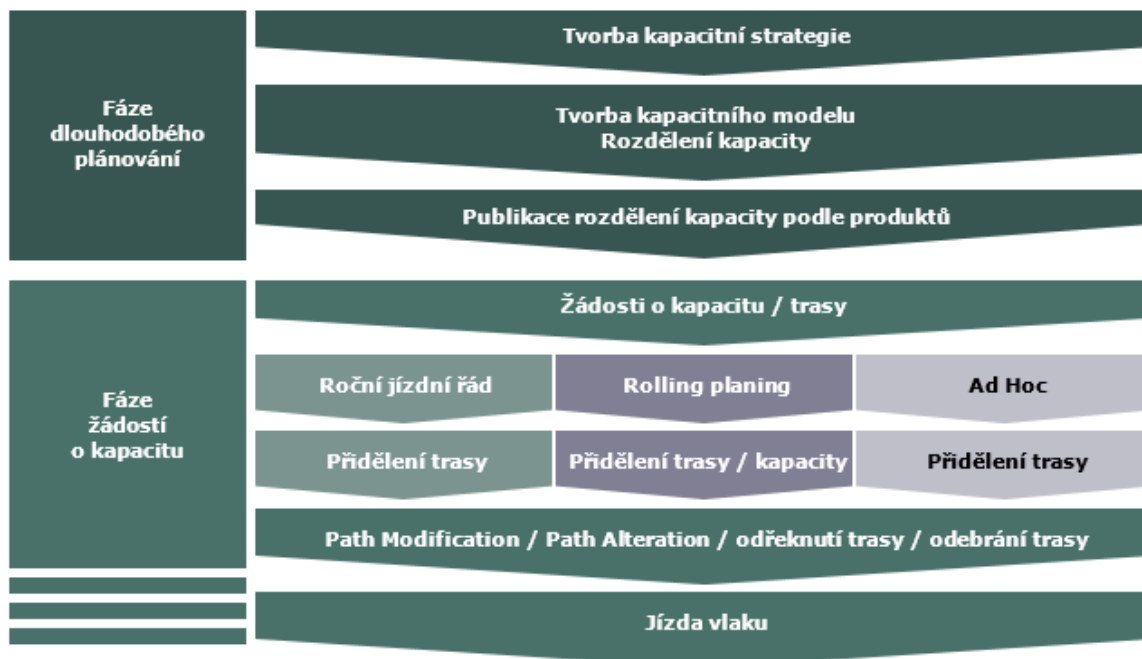 Fáze
dlouhodobého
plánování
Tvorba kapacitní strategie
Tvorba kapacitního modelu
Rozdělení kapacity
Publikace rozdělení kapacity podle produktů
Fáze
žádostí
o kapacitu
Žádosti o kapacitu / trasy
Roční jízdní řád
Rolling planing
Ad Hoc
Přidělení trasy
Přidělení trasy / kapacity
Přidělení trasy
Path Modification / Path Alteration / odřeknutí trasy / odebrání trasy
Jízda vlaku